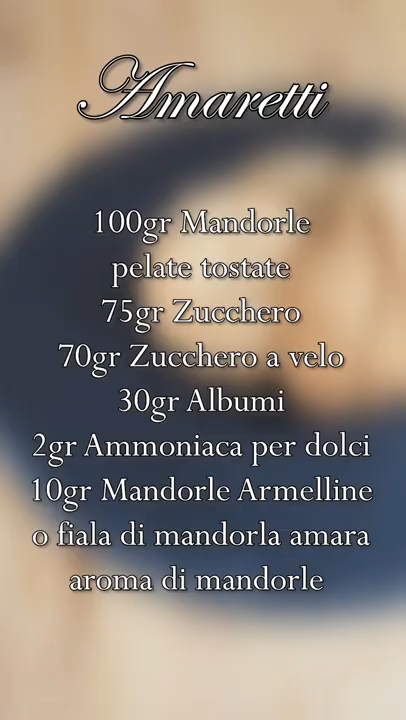 Amaretti
100gr Mandorle
pelate tostate
75gr Zucchero
70gr Zucchero a velo
30gr Albumi
2gr Ammoniaca per dolci
10gr Mandorle Armelline
o fiala di mandorla amara
aroma di mandorle